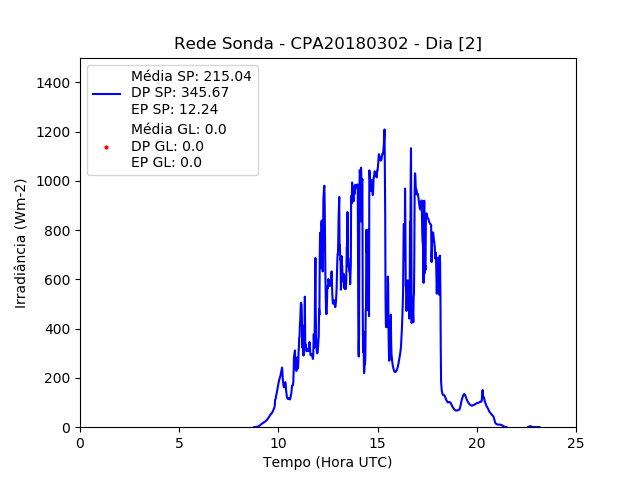 Rede Sonda - CPA20180302 - Dia [2]
Média SP: 215.04
DP SP: 345.67
EP SP: 12.24
Média GL: 0.0
DP GL: 0.0
EP GL: 0.0
Irradiância (Wm-2)
1400
1200
1000
800
600
400
200
0
0 5 10 15 20 25
Tempo (Hora UTC)